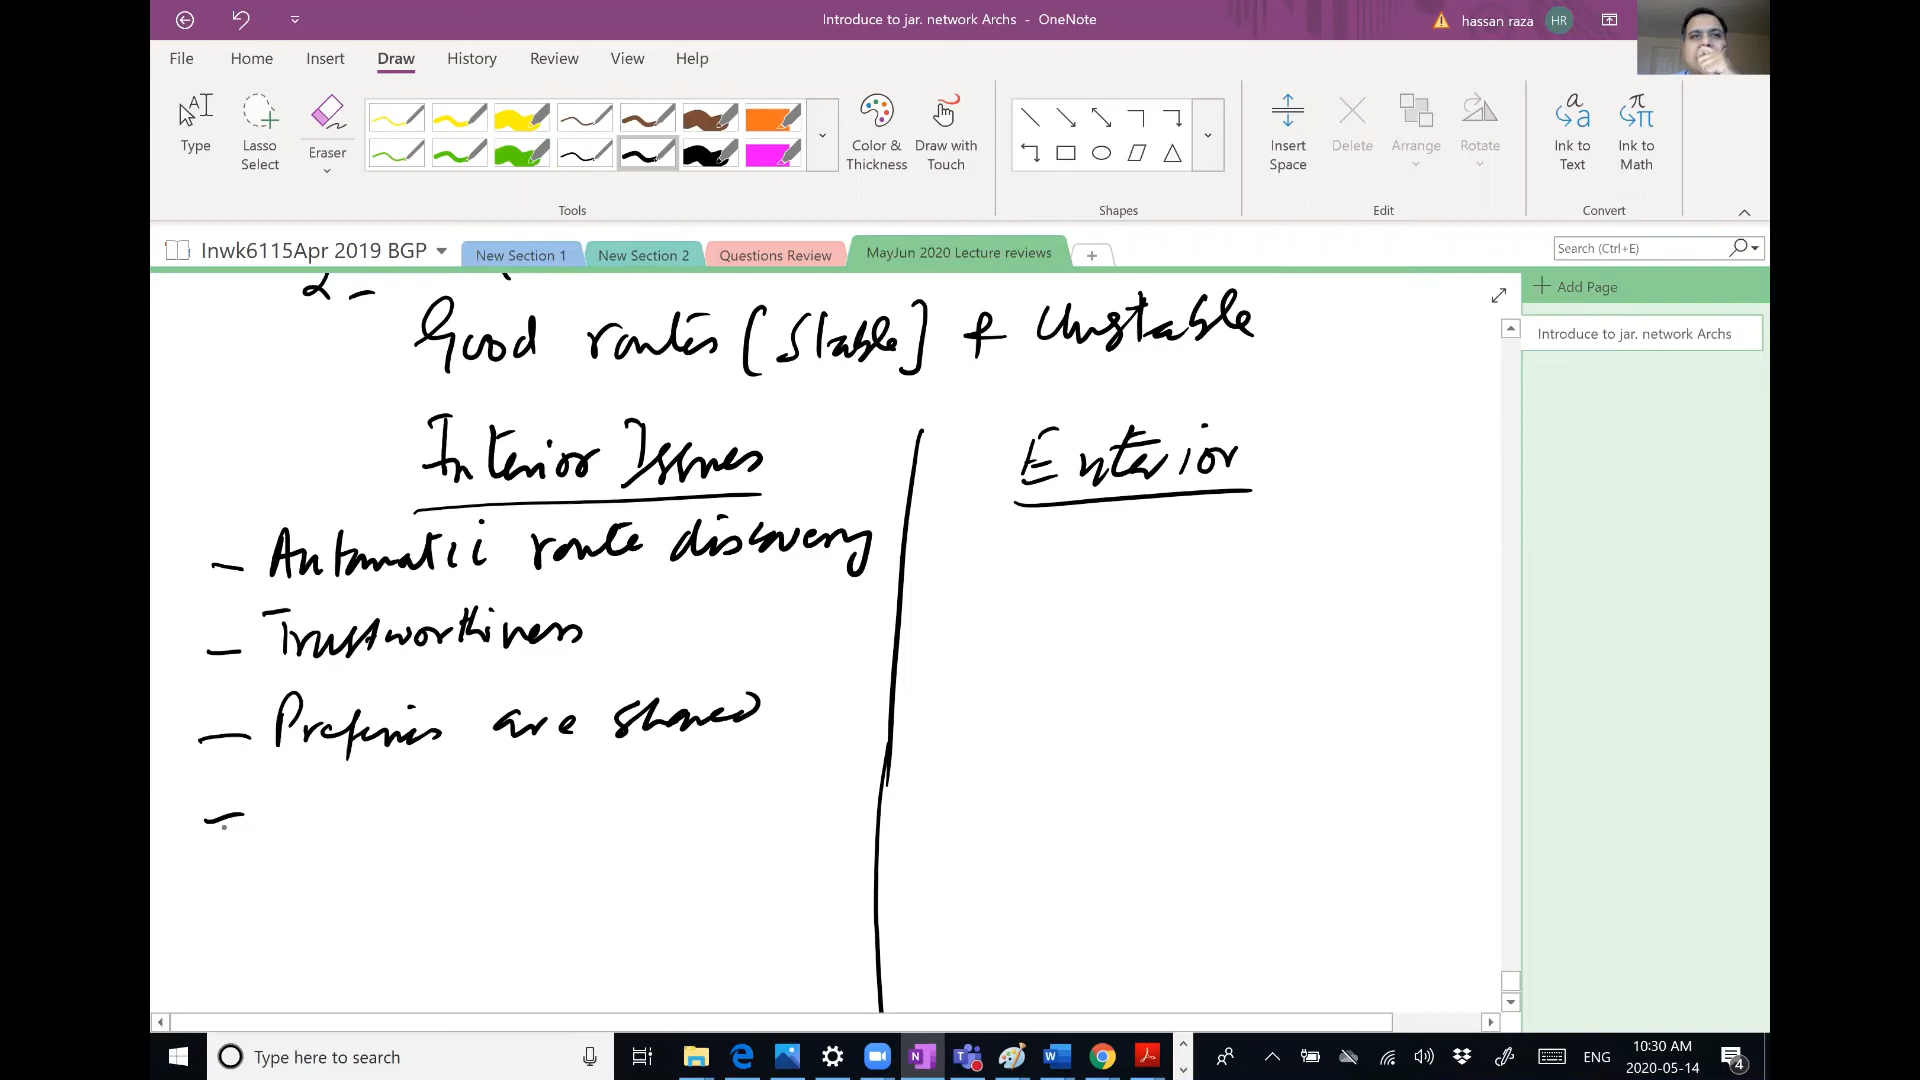 Introduce to jar. network Archs - OneNote
hassan raza HR
File Home Insert Draw History Review View Help
Type
Lasso Select
Eraser
Color & Thickness
Draw with Touch
Insert Space
Delete
Arrange
Rotate
Ink to Text
Ink to Math
Tools Shapes Edit Convert
Inwk6115Apr 2019 BGP New Section 1 New Section 2 Questions Review MayJun 2020 Lecture reviews +
Search (Ctrl+E)
Add Page
Introduce to jar. network Archs
2 -
Good routes [Stable] & Unstable
Interior Issues
Exterior
- Automatic route discovery
- Trustworthiness
- Prefixes are shared
-
Type here to search
ENG
10:30 AM
2020-05-14
4